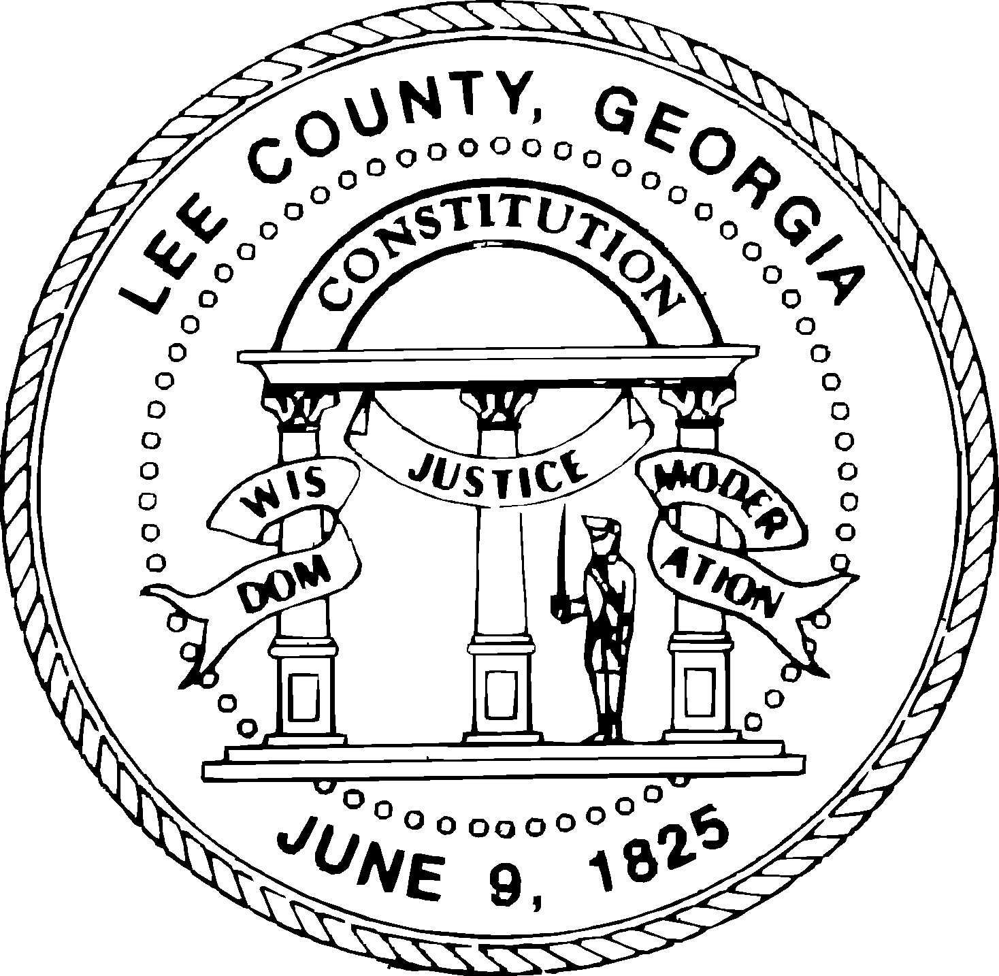 LEE COUNTY, GEORGIA
CONSTITUTION
JUSTICE
WIS
DOM
MODER
ATION
JUNE 9, 1825